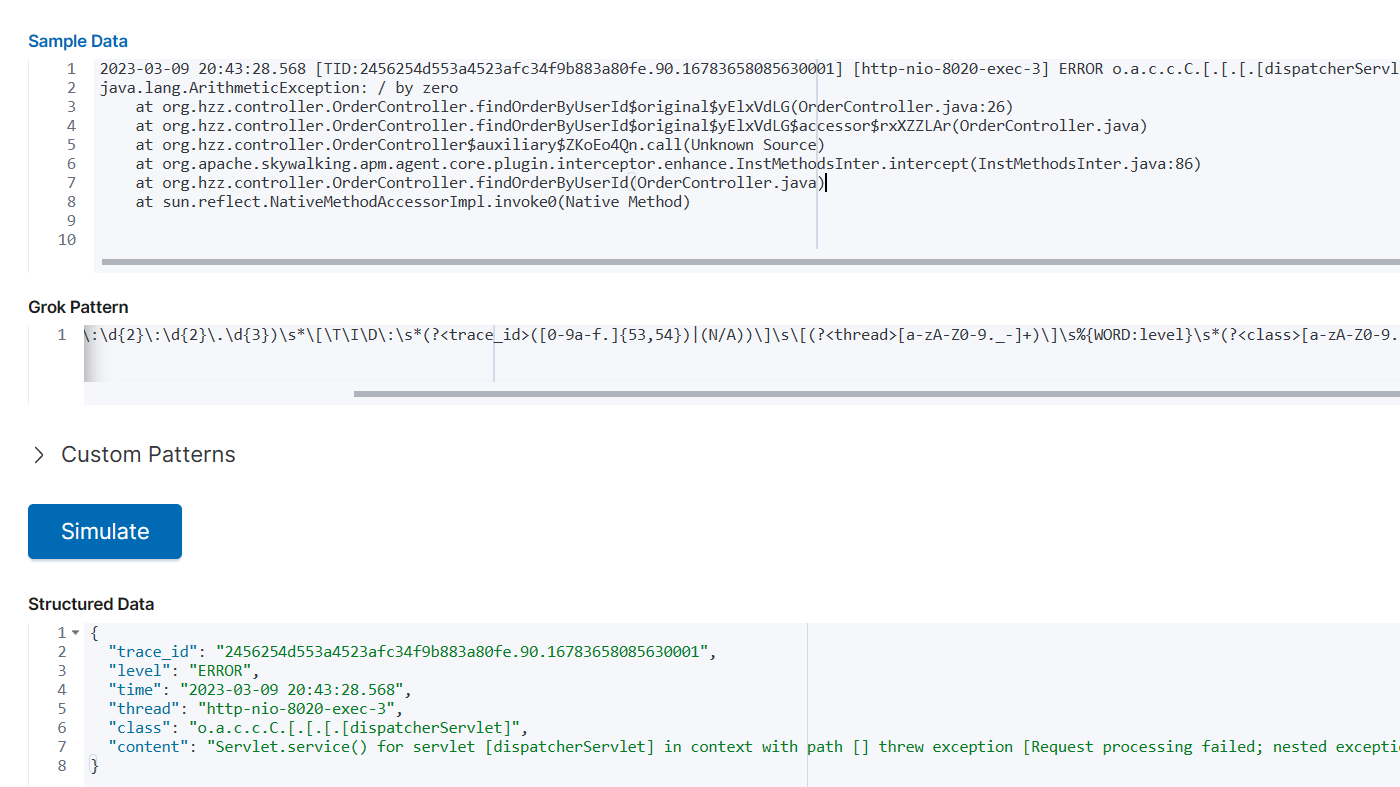 Sample Data
1 2023-03-09 20:43:28.568 [TID:2456254d553a4523afc34f9b883a80fe.90.16783658085630001] [http-nio-8020-exec-3] ERROR o.a.c.c.C.[.[.[.[dispatcherServl
2 java.lang.ArithmeticException: / by zero
3 at org.hzz.controller.OrderController.findOrderByUserId$original$yElxVdLG(OrderController.java:26)
4 at org.hzz.controller.OrderController.findOrderByUserId$original$yElxVdLG$accessor$rxXZZLAr(OrderController.java)
5 at org.hzz.controller.OrderController$auxiliary$ZKoEo4Qn.call(Unknown Source)
6 at org.apache.skywalking.apm.agent.core.plugin.interceptor.enhance.InstMethodsInter.intercept(InstMethodsInter.java:86)
7 at org.hzz.controller.OrderController.findOrderByUserId(OrderController.java)
8 at sun.reflect.NativeMethodAccessorImpl.invoke0(Native Method)
9
10
Grok Pattern
1 \:\d{2}\:\d{2}\.\d{3})\s*\[\T\I\D\:\s*(?<trace_id>([0-9a-f.]{53,54})|(N/A))\]\s\[(?<thread>[a-zA-Z0-9._-]+)\]\s%{WORD:level}\s*(?<class>[a-zA-Z0-9.
Custom Patterns
Simulate
Structured Data
1 {
2 "trace_id": "2456254d553a4523afc34f9b883a80fe.90.16783658085630001",
3 "level": "ERROR",
4 "time": "2023-03-09 20:43:28.568",
5 "thread": "http-nio-8020-exec-3",
6 "class": "o.a.c.c.C.[.[.[.[dispatcherServlet]",
7 "content": "Servlet.service() for servlet [dispatcherServlet] in context with path [] threw exception [Request processing failed; nested excepti
8 }